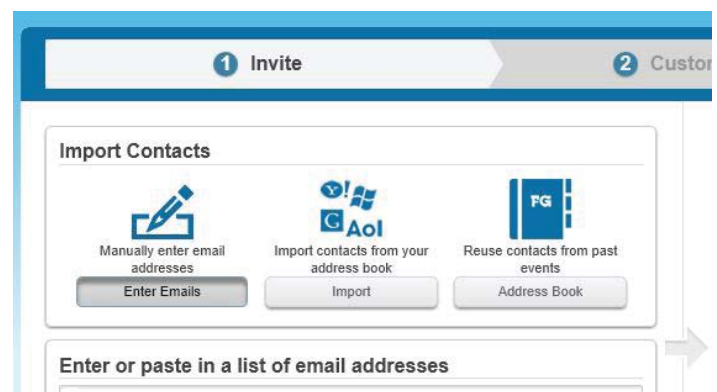 1 Invite
2 Custor
Import Contacts
Y! G Aol
FG
Manually enter email
addresses
Import contacts from your
address book
Reuse contacts from past
events
Enter Emails
Import
Address Book
Enter or paste in a list of email addresses